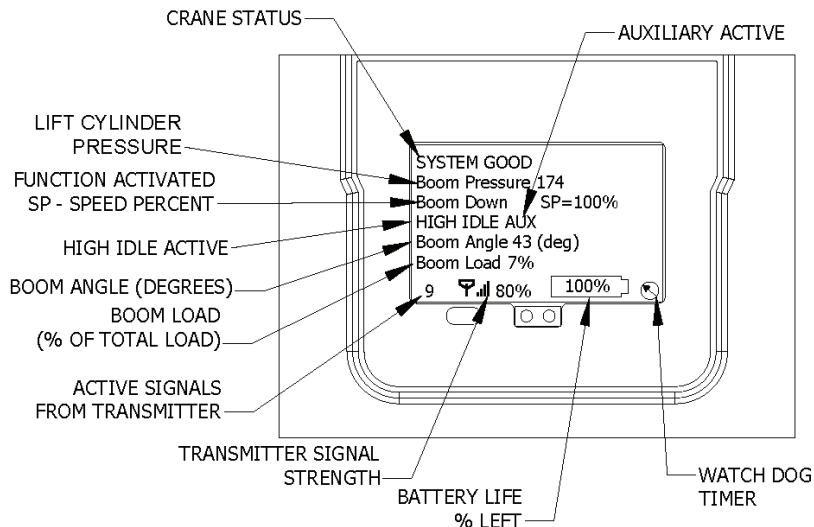 CRANE STATUS
AUXILIARY ACTIVE
LIFT CYLINDER
PRESSURE
FUNCTION ACTIVATED
SP - SPEED PERCENT
HIGH IDLE ACTIVE
BOOM ANGLE (DEGREES)
BOOM LOAD
(% OF TOTAL LOAD)
ACTIVE SIGNALS
FROM TRANSMITTER
TRANSMITTER SIGNAL
STRENGTH
BATTERY LIFE
% LEFT
WATCH DOG
TIMER
SYSTEM GOOD
Boom Pressure 174
Boom Down SP=100%
HIGH IDLE AUX
Boom Angle 43 (deg)
Boom Load 7%
9 80% 100%